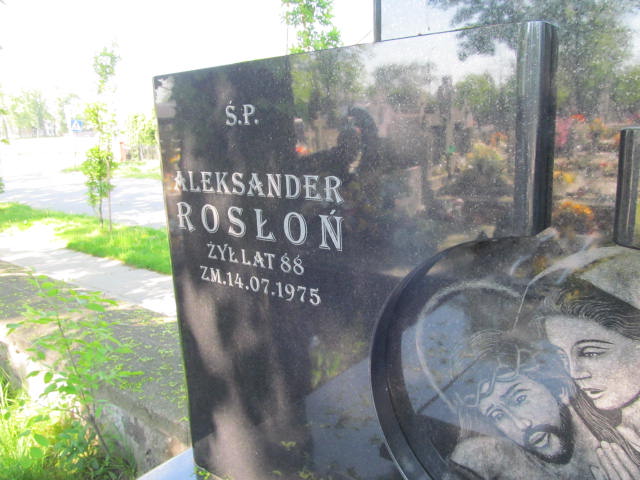 Ś.P.
ALEKSANDER
ROSŁOŃ
ŻYŁ LAT 88
ZM. 14.07.1975